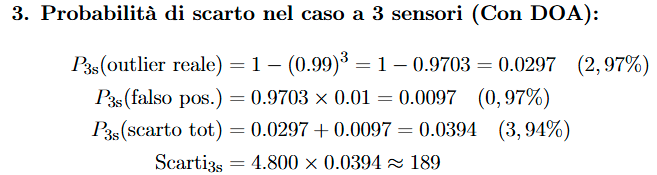 3. Probabilità di scarto nel caso a 3 sensori (Con DOA):
P₃ₛ(outlier reale) = 1 − (0.99)³ = 1 − 0.9703 = 0.0297 (2, 97%)
P₃ₛ(falso pos.) = 0.9703 × 0.01 = 0.0097 (0, 97%)
P₃ₛ(scarto tot) = 0.0297 + 0.0097 = 0.0394 (3, 94%)
Scarti₃ₛ = 4.800 × 0.0394 ≈ 189